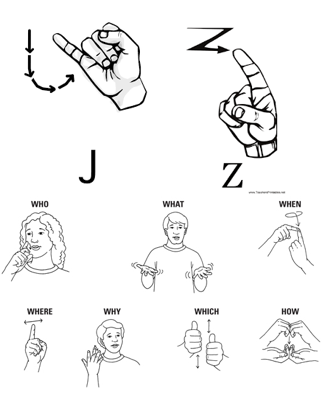 J
Z
www.TeachersPrintables.net
WHO WHAT WHEN
WHERE WHY WHICH HOW